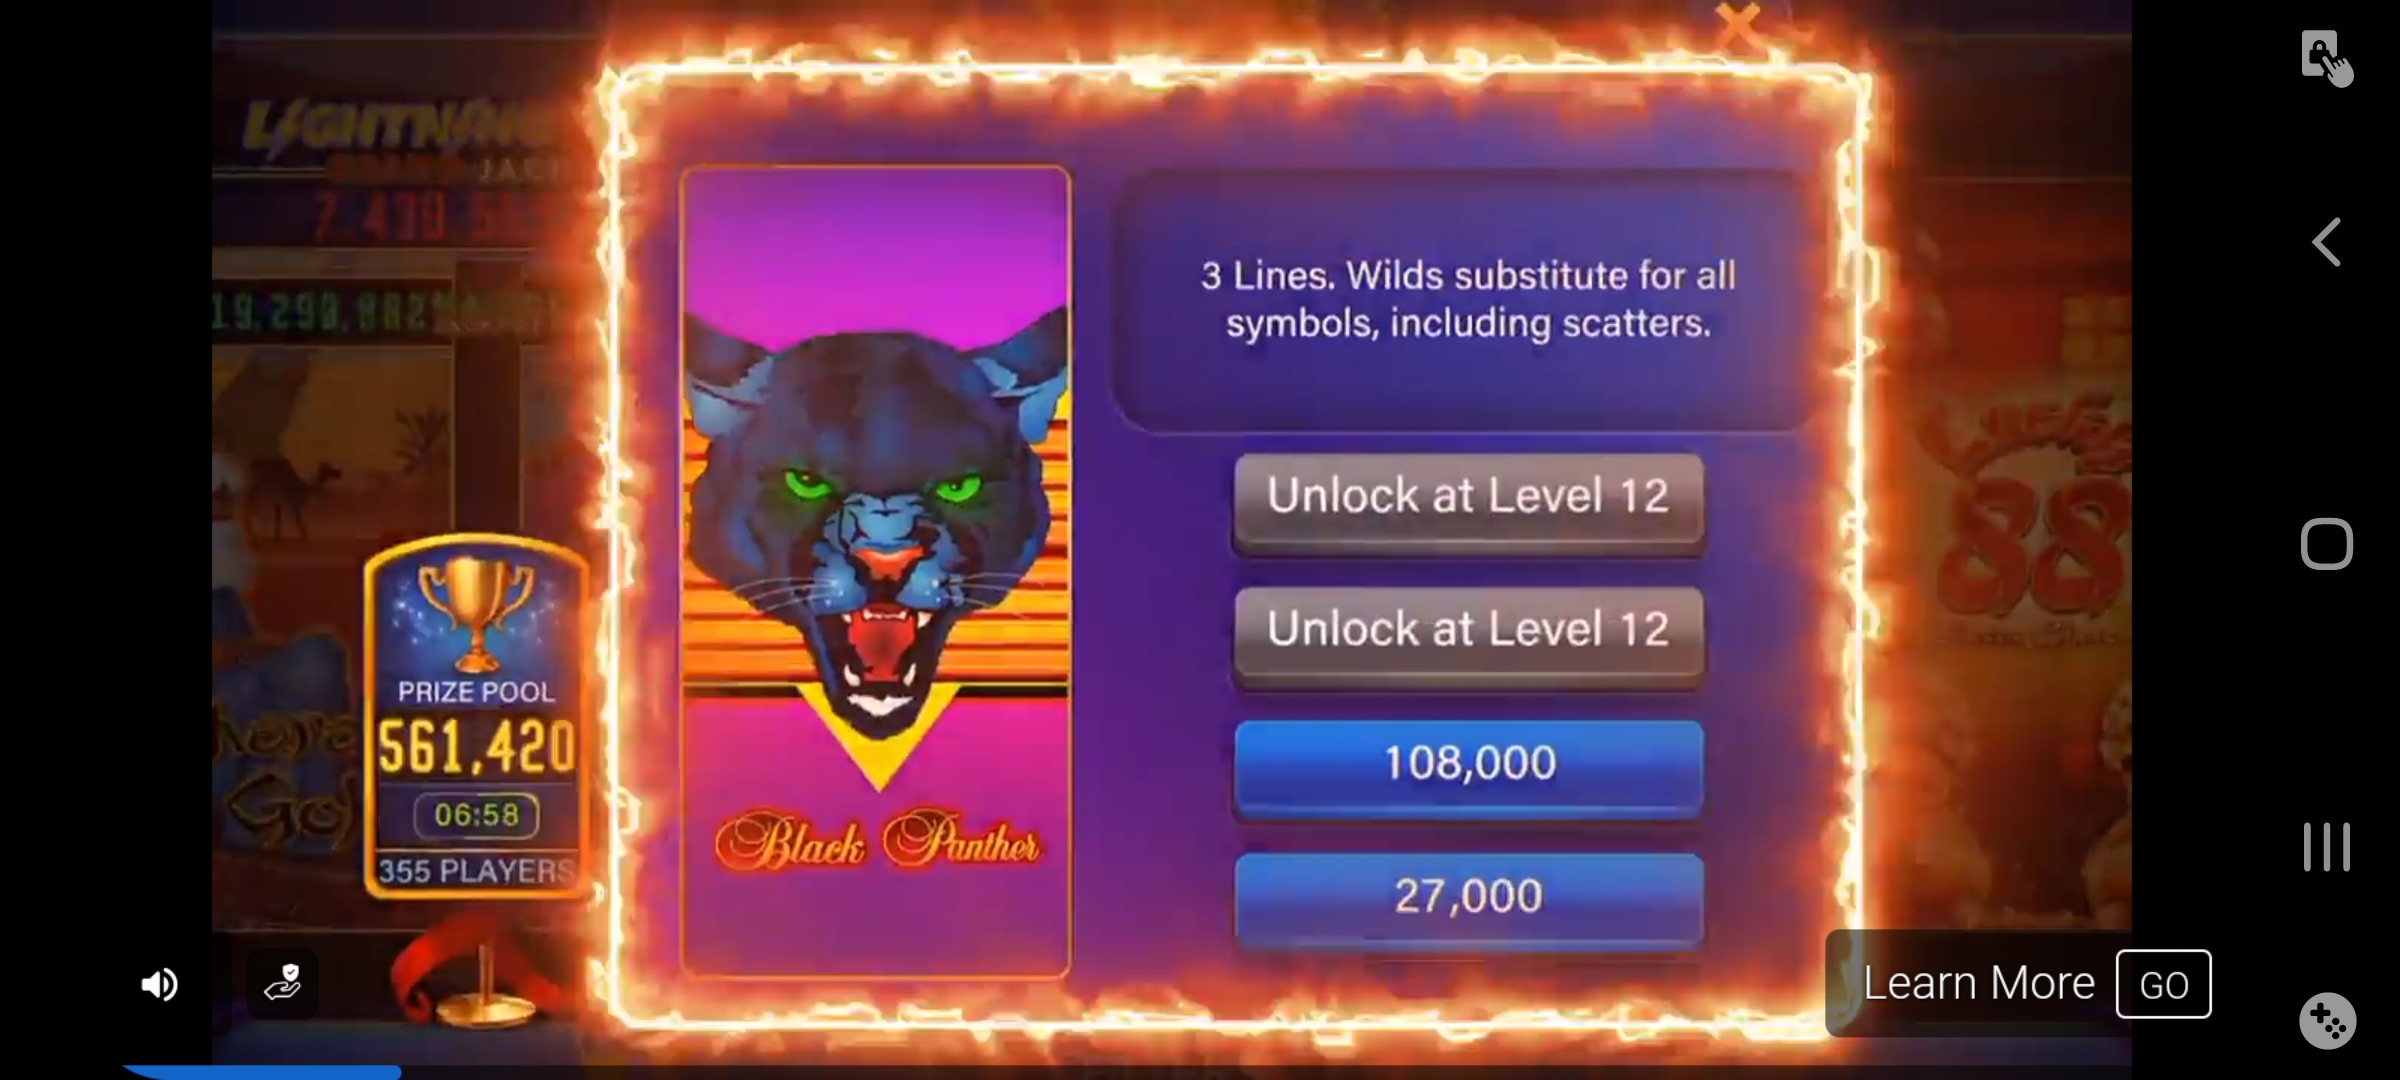 3 Lines. Wilds substitute for all
symbols, including scatters.
Unlock at Level 12
Unlock at Level 12
108,000
27,000
Black Panther
PRIZE POOL
561,420
06:58
355 PLAYERS
88
Learn More
GO